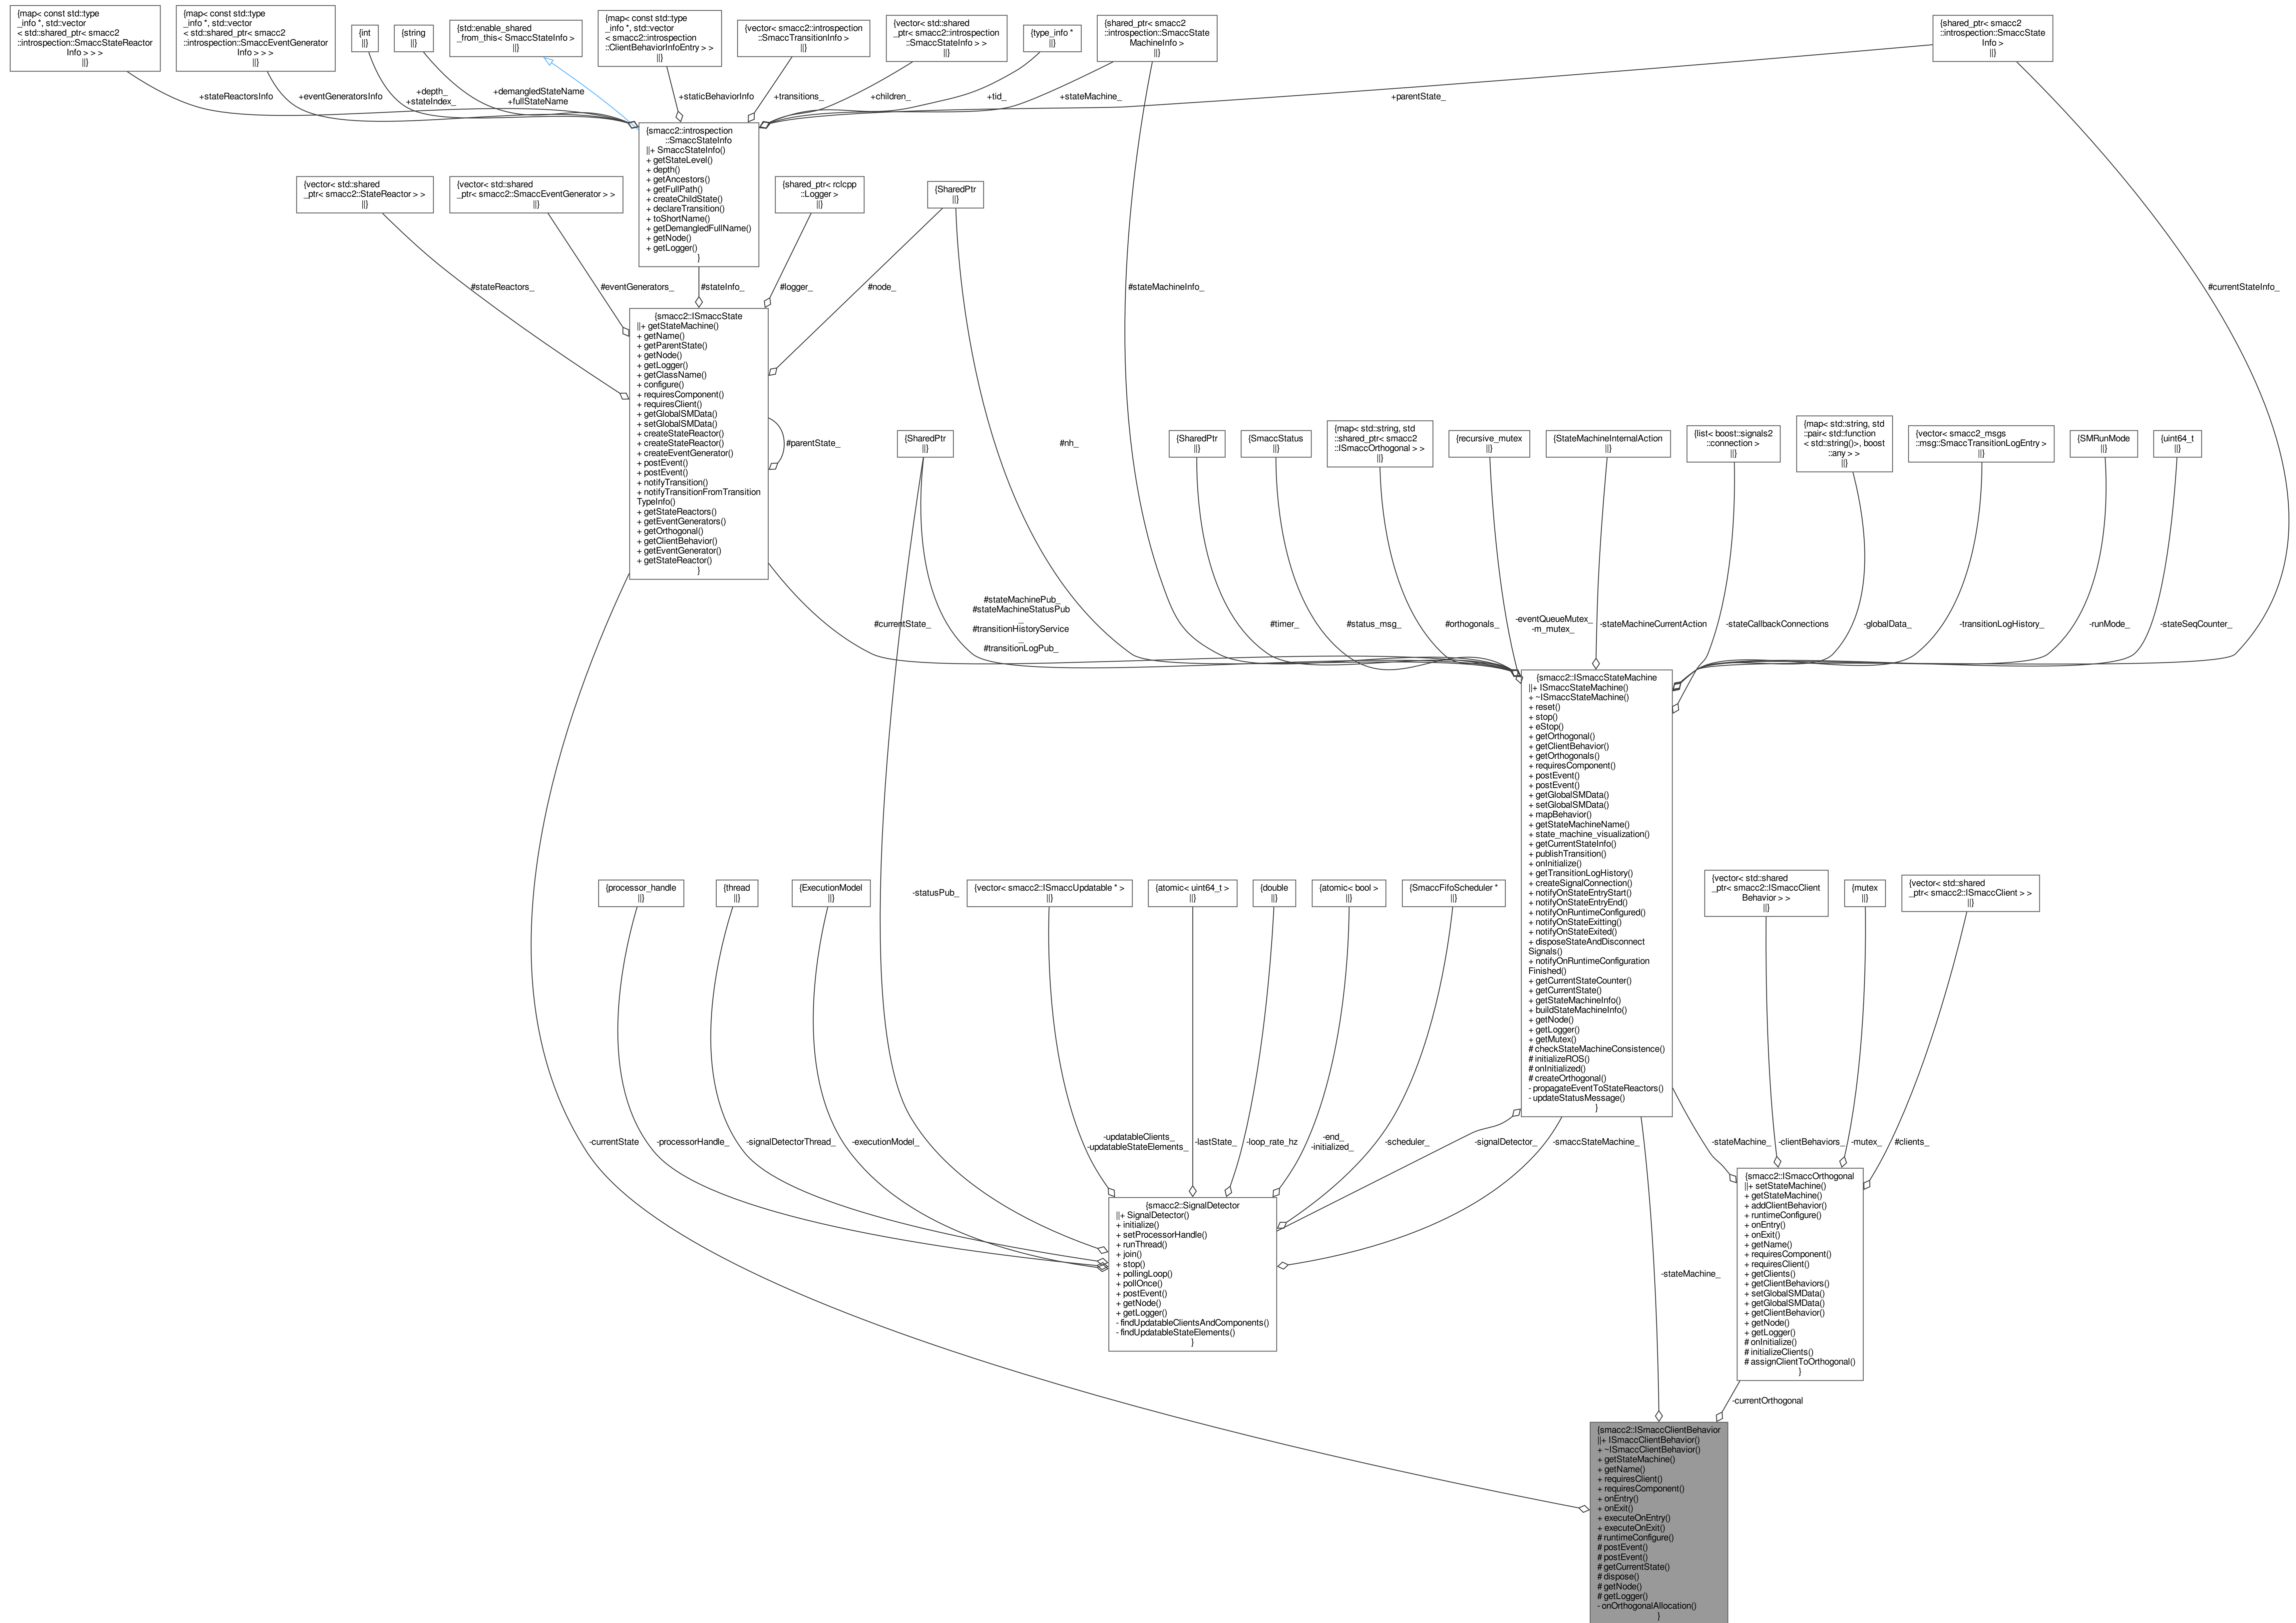 {map< const std::type
_info *, std::vector
< std::shared_ptr< smacc2
::introspection::SmaccStateReactor
Info > > >
||}
{map< const std::type
_info *, std::vector
< std::shared_ptr< smacc2
::introspection::SmaccEventGenerator
Info > > >
||}
{int
||}
{string
||}
{std::enable_shared
_from_this< SmaccStateInfo >
||}
{map< const std::type
_info *, std::vector
< smacc2::introspection
::ClientBehaviorInfoEntry > >
||}
{vector< smacc2::introspection
::SmaccTransitionInfo >
||}
{vector< std::shared
_ptr< smacc2::introspection
::SmaccStateInfo > >
||}
{type_info *
||}
{shared_ptr< smacc2
::introspection::SmaccState
MachineInfo >
||}
{shared_ptr< smacc2
::introspection::SmaccState
Info >
||}
+stateReactorsInfo
+eventGeneratorsInfo
+depth_
+stateIndex_
+demangledStateName
+fullStateName
+staticBehaviorInfo
+transitions_
+children_
+tid_
+stateMachine_
+parentState_
{smacc2::introspection
::SmaccStateInfo
||+ SmaccStateInfo()
+ getStateLevel()
+ depth()
+ getAncestors()
+ getFullPath()
+ createChildState()
+ declareTransition()
+ toShortName()
+ getDemangledFullName()
+ getNode()
+ getLogger()
}
{vector< std::shared
_ptr< smacc2::StateReactor > >
||}
{vector< std::shared
_ptr< smacc2::SmaccEventGenerator > >
||}
{shared_ptr< rclcpp
::Logger >
||}
{SharedPtr
||}
#stateReactors_
#eventGenerators_
#stateInfo_
#logger_
#node_
#stateMachineInfo_
#currentStateInfo_
{smacc2::ISmaccState
||+ getStateMachine()
+ getName()
+ getParentState()
+ getNode()
+ getLogger()
+ getClassName()
+ configure()
+ requiresComponent()
+ requiresClient()
+ getGlobalSMData()
+ setGlobalSMData()
+ createStateReactor()
+ createStateReactor()
+ createEventGenerator()
+ postEvent()
+ postEvent()
+ notifyTransition()
+ notifyTransitionFromTransition
TypeInfo()
+ getStateReactors()
+ getEventGenerators()
+ getOrthogonal()
+ getClientBehavior()
+ getEventGenerator()
+ getStateReactor()
}
#parentState_
{SharedPtr
||}
#nh_
{SharedPtr
||}
{SmaccStatus
||}
{map< std::string, std
::shared_ptr< smacc2
::ISmaccOrthogonal > >
||}
{recursive_mutex
||}
{StateMachineInternalAction
||}
{list< boost::signals2
::connection >
||}
{map< std::string, std
::pair< std::function
< std::string()>, boost
::any > >
||}
{vector< smacc2_msgs
::msg::SmaccTransitionLogEntry >
||}
{SMRunMode
||}
{uint64_t
||}
#currentState_
#stateMachinePub_
#stateMachineStatusPub
_
#transitionHistoryService
_
#transitionLogPub_
#timer_
#status_msg_
#orthogonals_
-eventQueueMutex_
-m_mutex_
-stateMachineCurrentAction
-stateCallbackConnections
-globalData_
-transitionLogHistory_
-runMode_
-stateSeqCounter_
{smacc2::ISmaccStateMachine
||+ ISmaccStateMachine()
+ ~ISmaccStateMachine()
+ reset()
+ stop()
+ eStop()
+ getOrthogonal()
+ getClientBehavior()
+ getOrthogonals()
+ requiresComponent()
+ postEvent()
+ postEvent()
+ getGlobalSMData()
+ setGlobalSMData()
+ mapBehavior()
+ getStateMachineName()
+ state_machine_visualization()
+ getCurrentStateInfo()
+ publishTransition()
+ onInitialize()
+ getTransitionLogHistory()
+ createSignalConnection()
+ notifyOnStateEntryStart()
+ notifyOnStateEntryEnd()
+ notifyOnRuntimeConfigured()
+ notifyOnStateExitting()
+ notifyOnStateExited()
+ disposeStateAndDisconnect
Signals()
+ notifyOnRuntimeConfiguration
Finished()
+ getCurrentStateCounter()
+ getCurrentState()
+ getStateMachineInfo()
+ buildStateMachineInfo()
+ getNode()
+ getLogger()
+ getMutex()
# checkStateMachineConsistence()
# initializeROS()
# onInitialized()
# createOrthogonal()
- propagateEventToStateReactors()
- updateStatusMessage()
}
{processor_handle
||}
{thread
||}
{ExecutionModel
||}
-statusPub_
{vector< smacc2::ISmaccUpdatable * >
||}
{atomic< uint64_t >
||}
{double
||}
{atomic< bool >
||}
{SmaccFifoScheduler *
||}
{vector< std::shared
_ptr< smacc2::ISmaccClient
Behavior > >
||}
{mutex
||}
{vector< std::shared
_ptr< smacc2::ISmaccClient > >
||}
-currentState
-processorHandle_
-signalDetectorThread_
-executionModel_
-updatableClients_
-updatableStateElements_
-lastState_
-loop_rate_hz
-end_
-initialized_
-scheduler_
-signalDetector_
-smaccStateMachine_
-stateMachine_
-clientBehaviors_
-mutex_
#clients_
{smacc2::SignalDetector
||+ SignalDetector()
+ initialize()
+ setProcessorHandle()
+ runThread()
+ join()
+ stop()
+ pollingLoop()
+ pollOnce()
+ postEvent()
+ getNode()
+ getLogger()
- findUpdatableClientsAndComponents()
- findUpdatableStateElements()
}
{smacc2::ISmaccOrthogonal
||+ setStateMachine()
+ getStateMachine()
+ addClientBehavior()
+ runtimeConfigure()
+ onEntry()
+ onExit()
+ getName()
+ requiresComponent()
+ requiresClient()
+ getClients()
+ getClientBehaviors()
+ setGlobalSMData()
+ getGlobalSMData()
+ getClientBehavior()
+ getNode()
+ getLogger()
# onInitialize()
# initializeClients()
# assignClientToOrthogonal()
}
-stateMachine_
-currentOrthogonal
{smacc2::ISmaccClientBehavior
||+ ISmaccClientBehavior()
+ ~ISmaccClientBehavior()
+ getStateMachine()
+ getName()
+ requiresClient()
+ requiresComponent()
+ onEntry()
+ onExit()
+ executeOnEntry()
+ executeOnExit()
# runtimeConfigure()
# postEvent()
# postEvent()
# getCurrentState()
# dispose()
# getNode()
# getLogger()
- onOrthogonalAllocation()
}